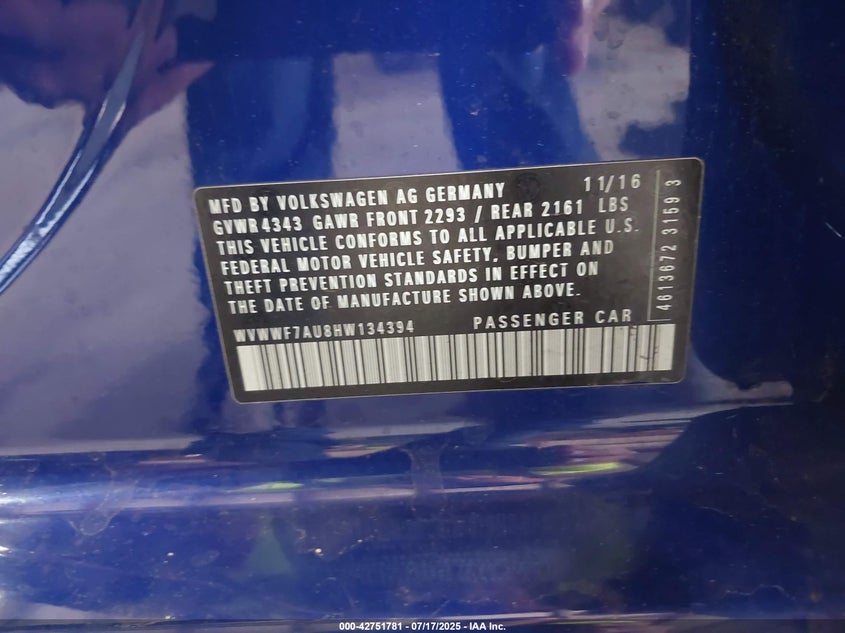 MFD BY VOLKSWAGEN AG GERMANY 11/16
GVWR 4343 GAWR FRONT 2293 / REAR 2161 LBS
THIS VEHICLE CONFORMS TO ALL APPLICABLE U.S.
FEDERAL MOTOR VEHICLE SAFETY, BUMPER AND
THEFT PREVENTION STANDARDS IN EFFECT ON
THE DATE OF MANUFACTURE SHOWN ABOVE.
WVWWF7AU8HW134394 PASSENGER CAR
4613672 3159 3
000-42751781 - 07/17/2025 - IAA Inc.